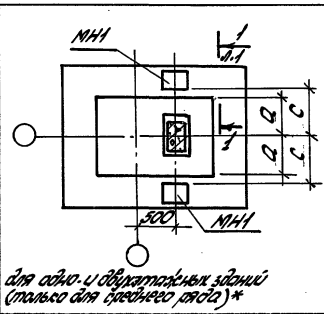 МН1
1
Л.1
а
с
1
а
с
500
МН1
для одно- и двухэтажных зданий
(только для среднего ряда)*